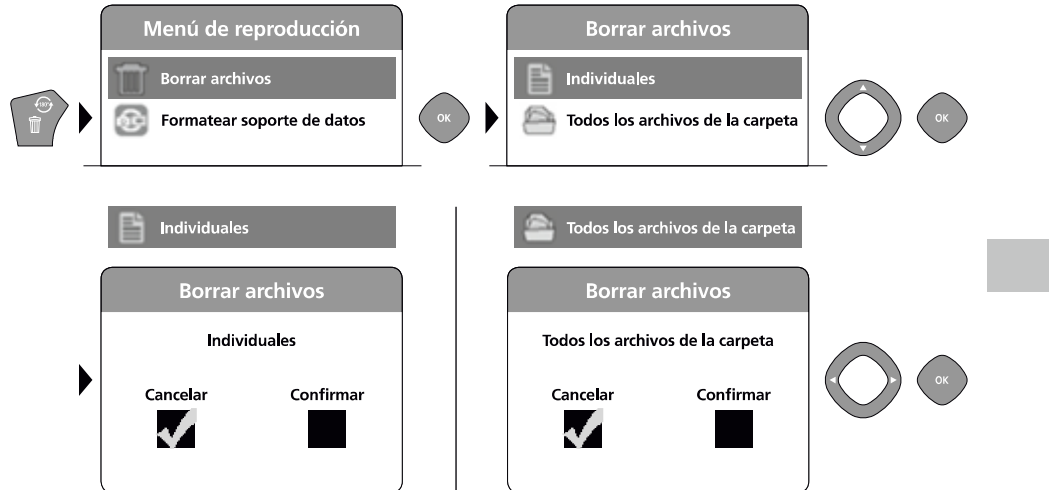 Menú de reproducción
Borrar archivos
Formatear soporte de datos
180°
OK
Borrar archivos
Individuales
Todos los archivos de la carpeta
OK
Individuales
Borrar archivos
Individuales
Cancelar Confirmar
Todos los archivos de la carpeta
Borrar archivos
Todos los archivos de la carpeta
Cancelar Confirmar
OK